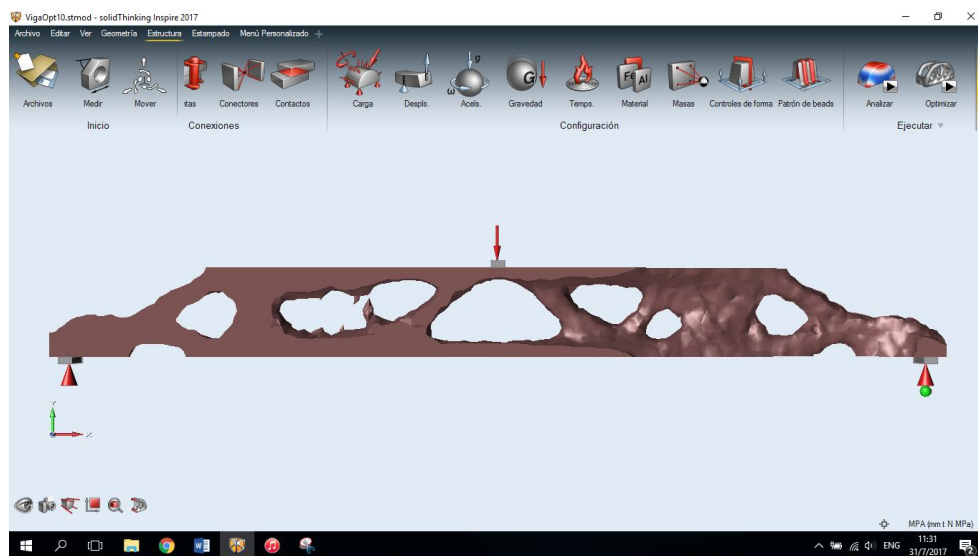 VigaOpt10.stmod - solidThinking Inspire 2017
Archivo Editar Ver Geometría Estructura Estampado Menú Personalizado +
g
ω G Fe Al
Archivos Medir Mover itas Conectores Contactos Carga Despls. Acels. Gravedad Temps. Material Masas Controles de forma Patrón de beads Analizar Optimizar
Inicio Conexiones Configuración Ejecutar
Y
X
MPA (mm t N MPa)
ENG 11:31
31/7/2017